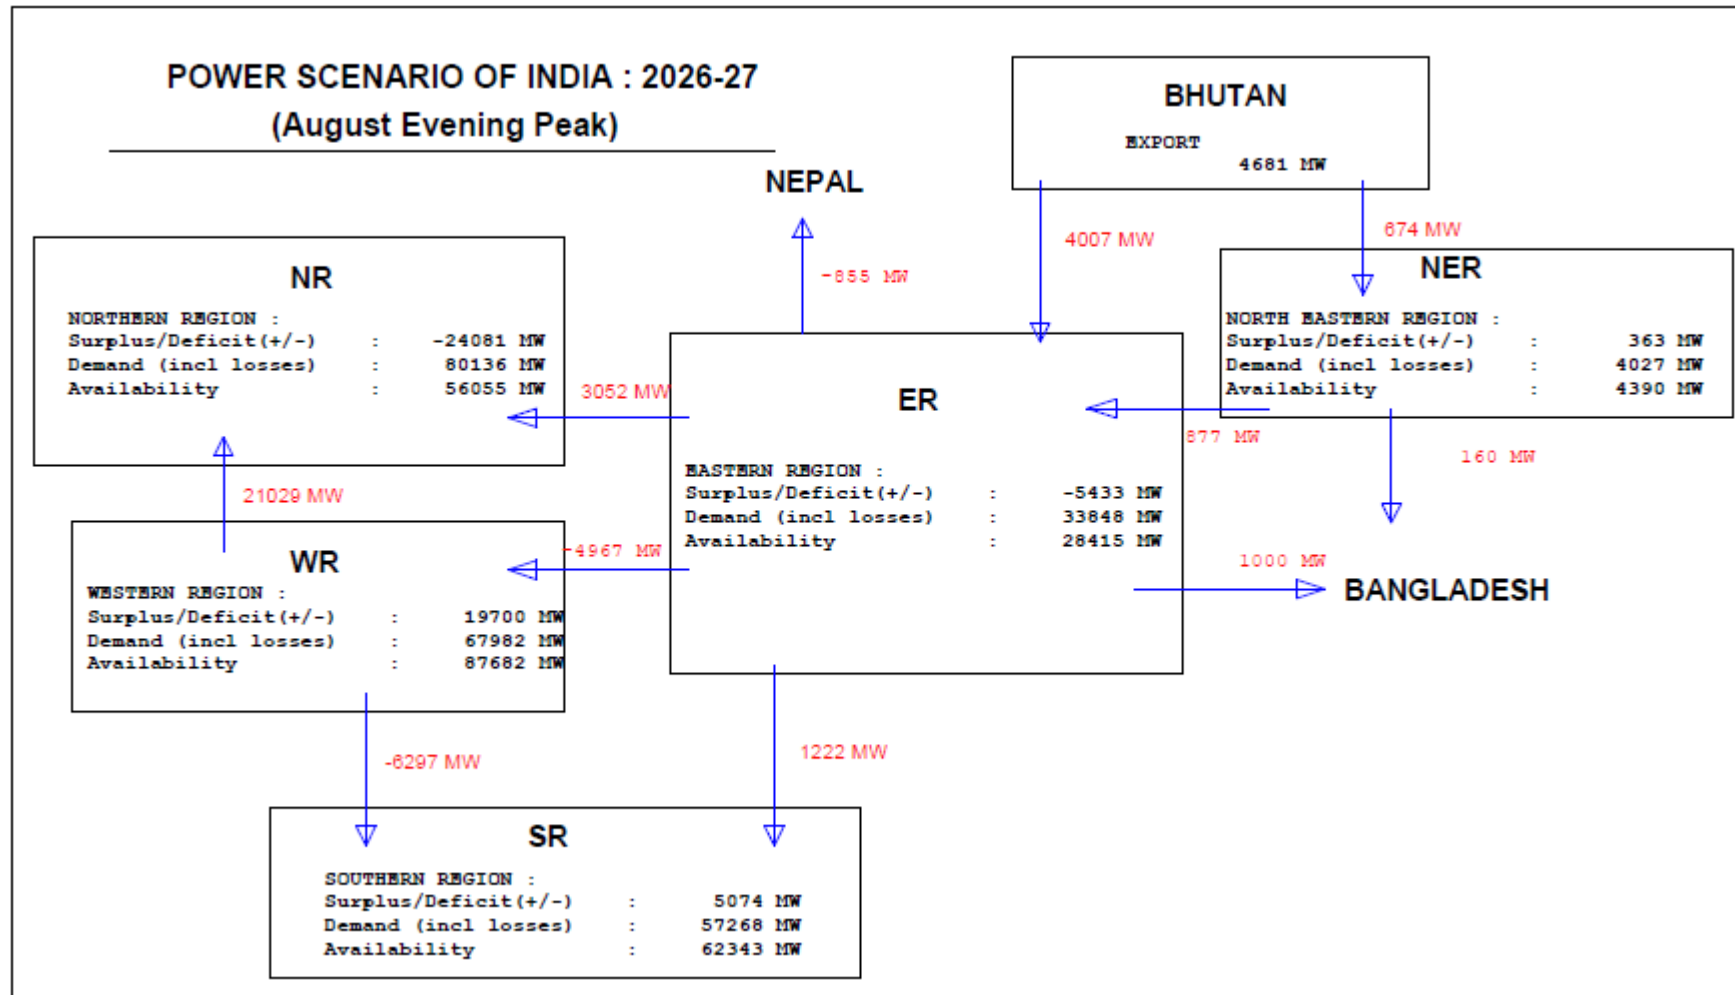 POWER SCENARIO OF INDIA : 2026-27
(August Evening Peak)
BHUTAN
EXPORT
4681 MW
NEPAL
-855 MW
4007 MW
674 MW
NR
NORTHERN REGION :
Surplus/Deficit(+/-) : -24081 MW
Demand (incl losses) : 80136 MW
Availability : 56055 MW
3052 MW
NER
NORTH EASTERN REGION :
Surplus/Deficit(+/-) : 363 MW
Demand (incl losses) : 4027 MW
Availability : 4390 MW
877 MW
160 MW
ER
EASTERN REGION :
Surplus/Deficit(+/-) : -5433 MW
Demand (incl losses) : 33848 MW
Availability : 28415 MW
21029 MW
-4967 MW
1000 MW
BANGLADESH
WR
WESTERN REGION :
Surplus/Deficit(+/-) : 19700 MW
Demand (incl losses) : 67982 MW
Availability : 87682 MW
-6297 MW
1222 MW
SR
SOUTHERN REGION :
Surplus/Deficit(+/-) : 5074 MW
Demand (incl losses) : 57268 MW
Availability : 62343 MW